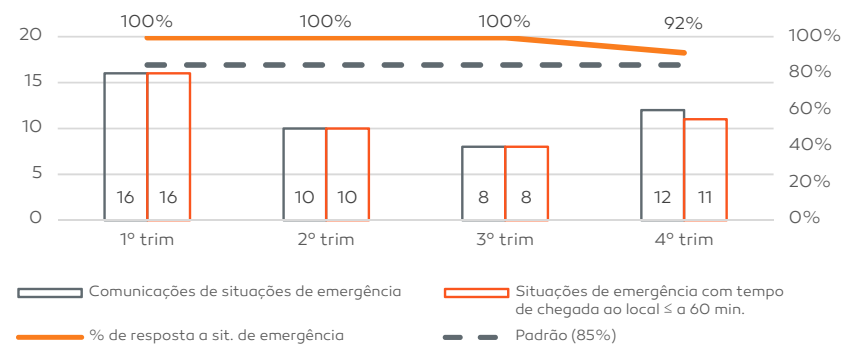 100% 100% 100% 92%
20 100%
15 80%
10 60%
5 40%
0 20%
0%
16 16 10 10 8 8 12 11
1º trim 2º trim 3º trim 4º trim
Comunicações de situações de emergência
Situações de emergência com tempo
de chegada ao local ≤ a 60 min.
% de resposta a sit. de emergência
Padrão (85%)